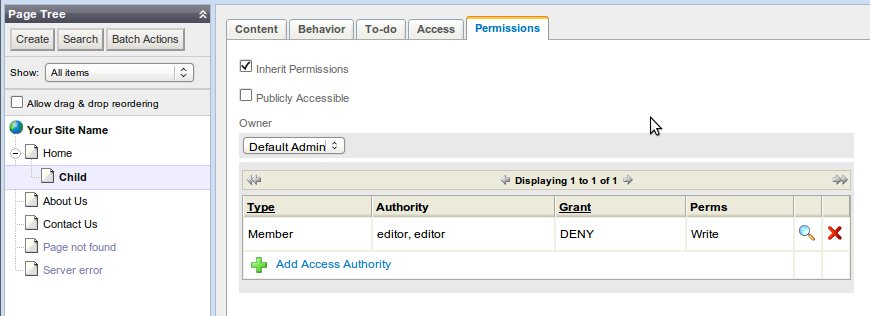 Page Tree
Create Search Batch Actions
Show: All items
Allow drag & drop reordering
Your Site Name
Home
Child
About Us
Contact Us
Page not found
Server error
Content Behavior To-do Access Permissions
Inherit Permissions
Publicly Accessible
Owner
Default Admin
Displaying 1 to 1 of 1
Type Authority Grant Perms
Member editor, editor DENY Write
Add Access Authority